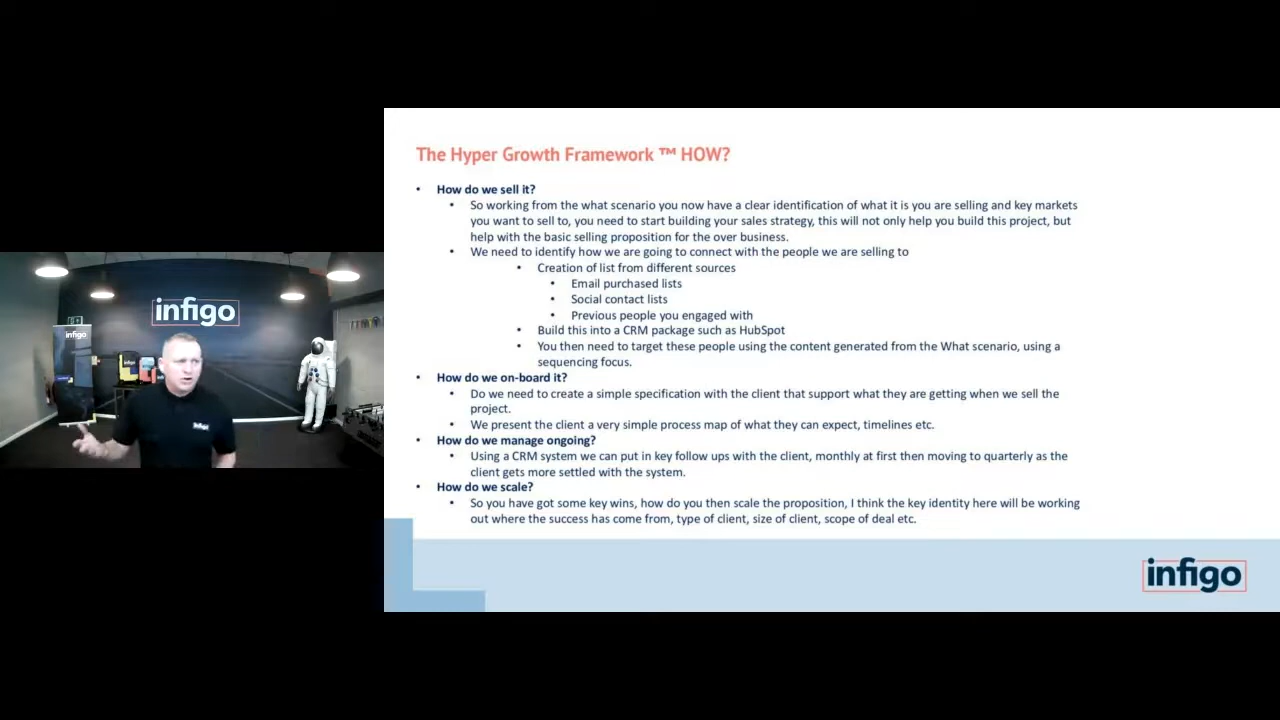 The Hyper Growth Framework ™ HOW?
• How do we sell it?
• So working from the what scenario you now have a clear identification of what it is you are selling and key markets
you want to sell to, you need to start building your sales strategy, this will not only help you build this project, but
help with the basic selling proposition for the over business.
• We need to identify how we are going to connect with the people we are selling to
• Creation of list from different sources
• Email purchased lists
• Social contact lists
• Previous people you engaged with
• Build this into a CRM package such as HubSpot
• You then need to target these people using the content generated from the What scenario, using a
sequencing focus.
• How do we on-board it?
• Do we need to create a simple specification with the client that support what they are getting when we sell the
project.
• We present the client a very simple process map of what they can expect, timelines etc.
• How do we manage ongoing?
• Using a CRM system we can put in key follow ups with the client, monthly at first then moving to quarterly as the
client gets more settled with the system.
• How do we scale?
• So you have got some key wins, how do you then scale the proposition, I think the key identity here will be working
out where the success has come from, type of client, size of client, scope of deal etc.
infigo
infigo
infigo
infigo